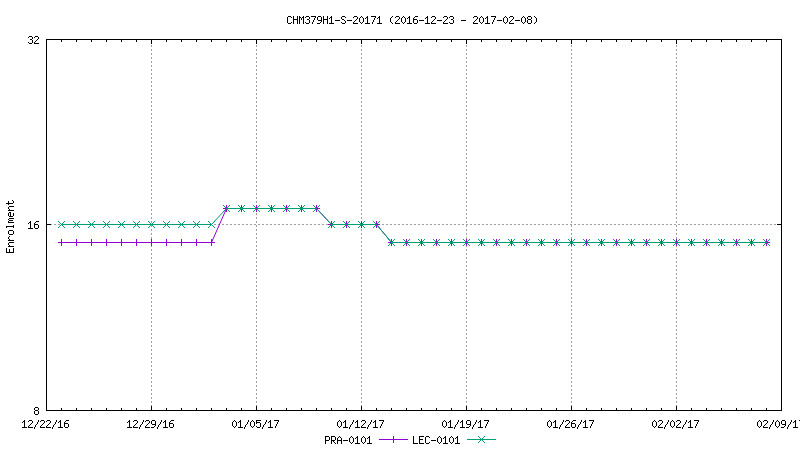 CHM379H1-S-20171 (2016-12-23 - 2017-02-08)
32
16
8
Enrolment
12/22/16 12/29/16 01/05/17 01/12/17 01/19/17 01/26/17 02/02/17 02/09/1
PRA-0101 LEC-0101